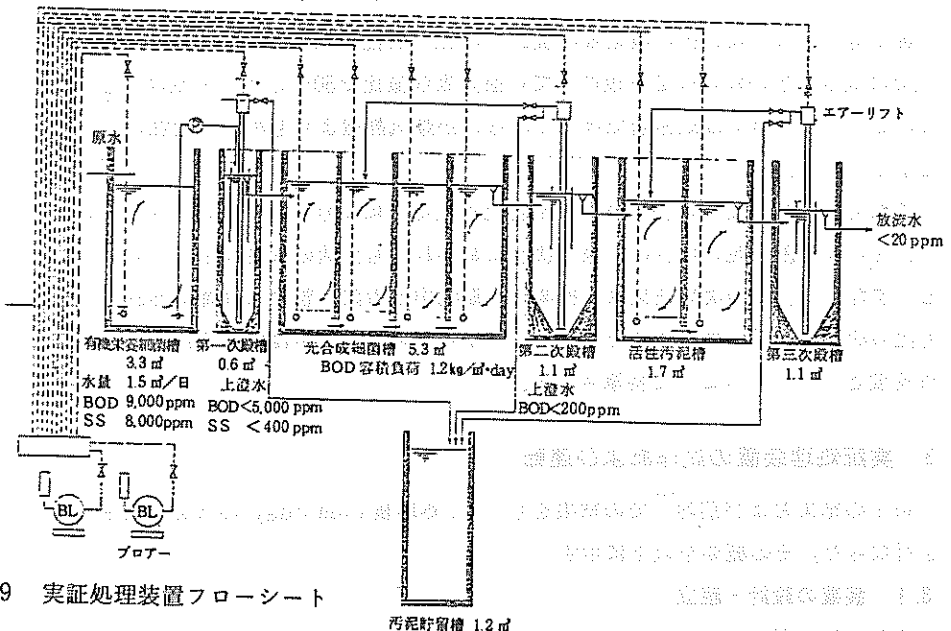 原水
エアーリフト
放流水
<20 ppm
有機栄養細菌槽
3.3 ㎥
水量 1.5 ㎥/日
BOD 9,000 ppm
SS 8,000 ppm
第一次殿槽
0.6 ㎥
上澄水
BOD<5,000 ppm
SS <400 ppm
光合成細菌槽 5.3 ㎥
BOD 容積負荷 1.2 kg/㎥·day
第二次殿槽
1.1 ㎥
上澄水
BOD<200ppm
活性汚泥槽
1.7 ㎥
第三次殿槽
1.1 ㎥
BL
BL
ブロアー
汚泥貯留槽 1.2 ㎥
9 実証処理装置フローシート